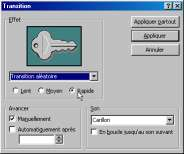 Transition
Effet
Appliquer partout
Appliquer
Annuler
Transition aléatoire
Lent
Moyen
Rapide
Avancer
Manuellement
Automatiquement après
Son
Carillon
En boucle jusqu'au son suivant